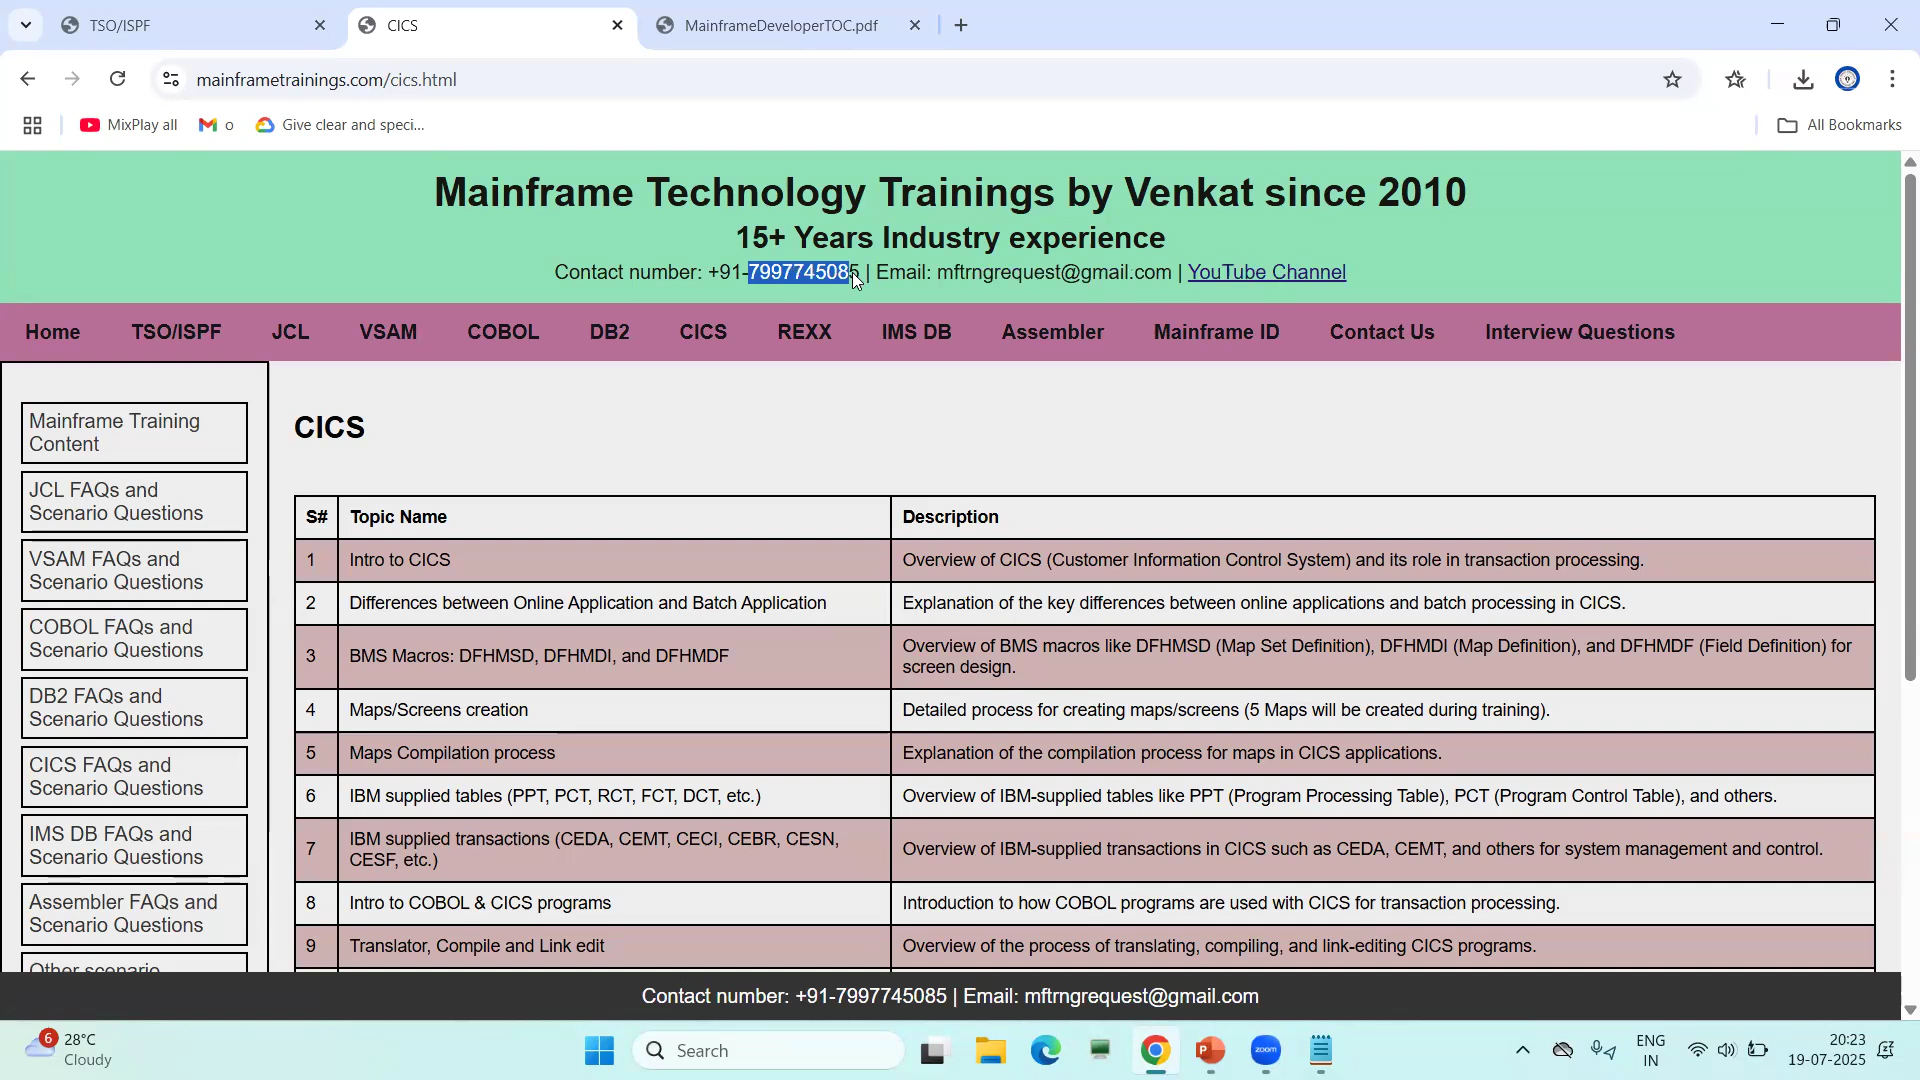 TSO/ISPF
CICS
MainframeDeveloperTOC.pdf
mainframetrainings.com/cics.html
MixPlay all
o
Give clear and speci...
All Bookmarks
Mainframe Technology Trainings by Venkat since 2010
15+ Years Industry experience
Contact number: +91-7997745085 | Email: mftrngrequest@gmail.com | YouTube Channel
Home TSO/ISPF JCL VSAM COBOL DB2 CICS REXX IMS DB Assembler Mainframe ID Contact Us Interview Questions
Mainframe Training
Content
JCL FAQs and
Scenario Questions
VSAM FAQs and
Scenario Questions
COBOL FAQs and
Scenario Questions
DB2 FAQs and
Scenario Questions
CICS FAQs and
Scenario Questions
IMS DB FAQs and
Scenario Questions
Assembler FAQs and
Scenario Questions
Other scenario
CICS
S# Topic Name Description
1 Intro to CICS Overview of CICS (Customer Information Control System) and its role in transaction processing.
2 Differences between Online Application and Batch Application Explanation of the key differences between online applications and batch processing in CICS.
3 BMS Macros: DFHMSD, DFHMDI, and DFHMDF Overview of BMS macros like DFHMSD (Map Set Definition), DFHMDI (Map Definition), and DFHMDF (Field Definition) for
screen design.
4 Maps/Screens creation Detailed process for creating maps/screens (5 Maps will be created during training).
5 Maps Compilation process Explanation of the compilation process for maps in CICS applications.
6 IBM supplied tables (PPT, PCT, RCT, FCT, DCT, etc.) Overview of IBM-supplied tables like PPT (Program Processing Table), PCT (Program Control Table), and others.
7 IBM supplied transactions (CEDA, CEMT, CECI, CEBR, CESN,
CESF, etc.) Overview of IBM-supplied transactions in CICS such as CEDA, CEMT, and others for system management and control.
8 Intro to COBOL & CICS programs Introduction to how COBOL programs are used with CICS for transaction processing.
9 Translator, Compile and Link edit Overview of the process of translating, compiling, and link-editing CICS programs.
Contact number: +91-7997745085 | Email: mftrngrequest@gmail.com
6
28°C
Cloudy
Search
zoom
ENG
IN
20:23
19-07-2025